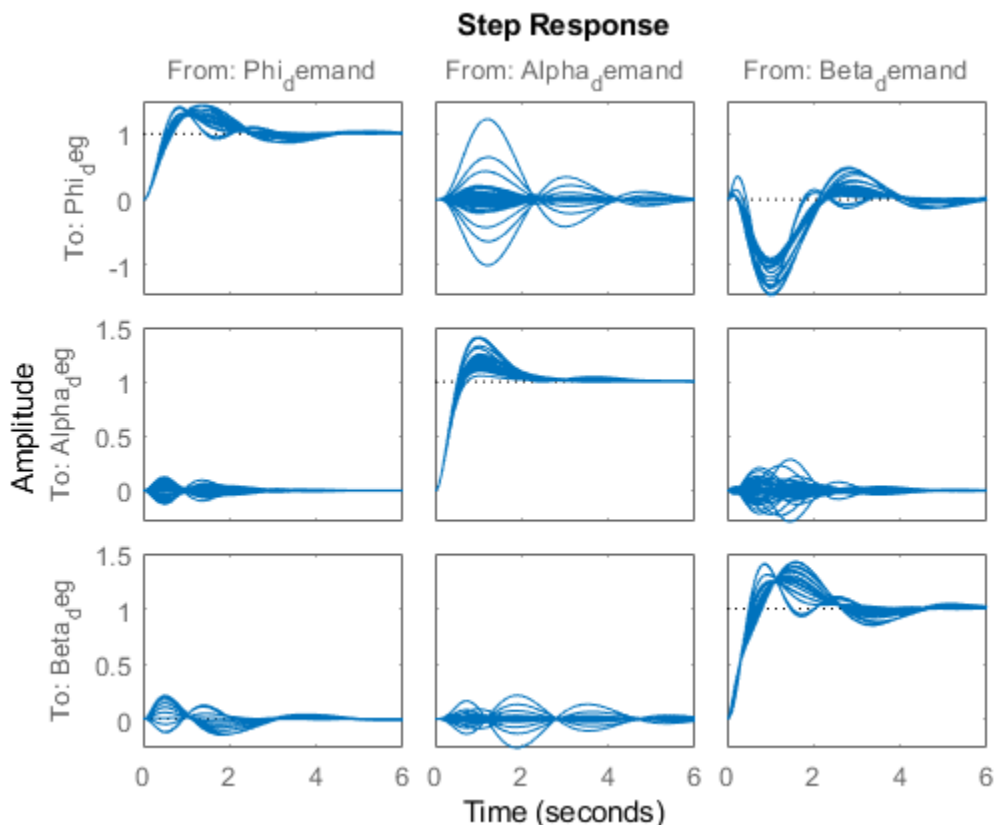 Step Response
From: Phi_demand
From: Alpha_demand
From: Beta_demand
To: Phi_deg
1
0
-1
Amplitude
To: Alpha_deg
1.5
1
0.5
0
To: Beta_deg
1.5
1
0.5
0
0 2 4 6
0 2 4 6
0 2 4 6
Time (seconds)